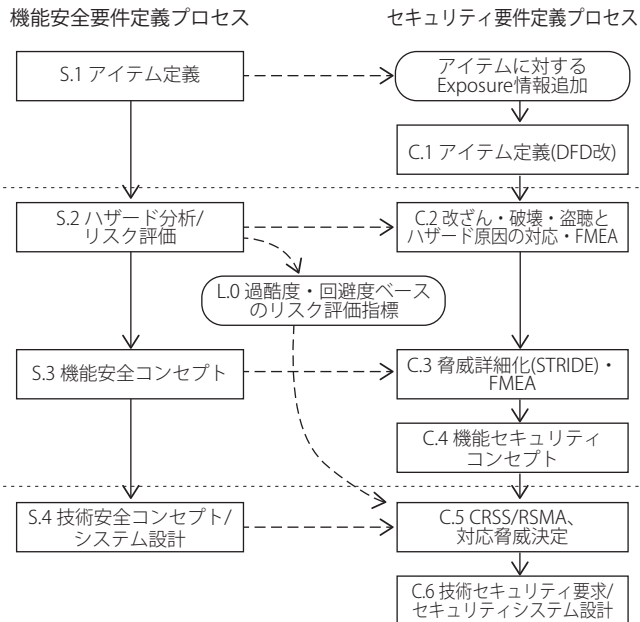 機能安全要件定義プロセス
セキュリティ要件定義プロセス
S.1 アイテム定義
アイテムに対する
Exposure情報追加
C.1 アイテム定義(DFD改)
S.2 ハザード分析/
リスク評価
C.2 改ざん・破壊・盗聴と
ハザード原因の対応・FMEA
L.0 過酷度・回避度ベース
のリスク評価指標
S.3 機能安全コンセプト
C.3 脅威詳細化(STRIDE)・
FMEA
C.4 機能セキュリティ
コンセプト
S.4 技術安全コンセプト/
システム設計
C.5 CRSS/RSMA、
対応脅威決定
C.6 技術セキュリティ要求/
セキュリティシステム設計